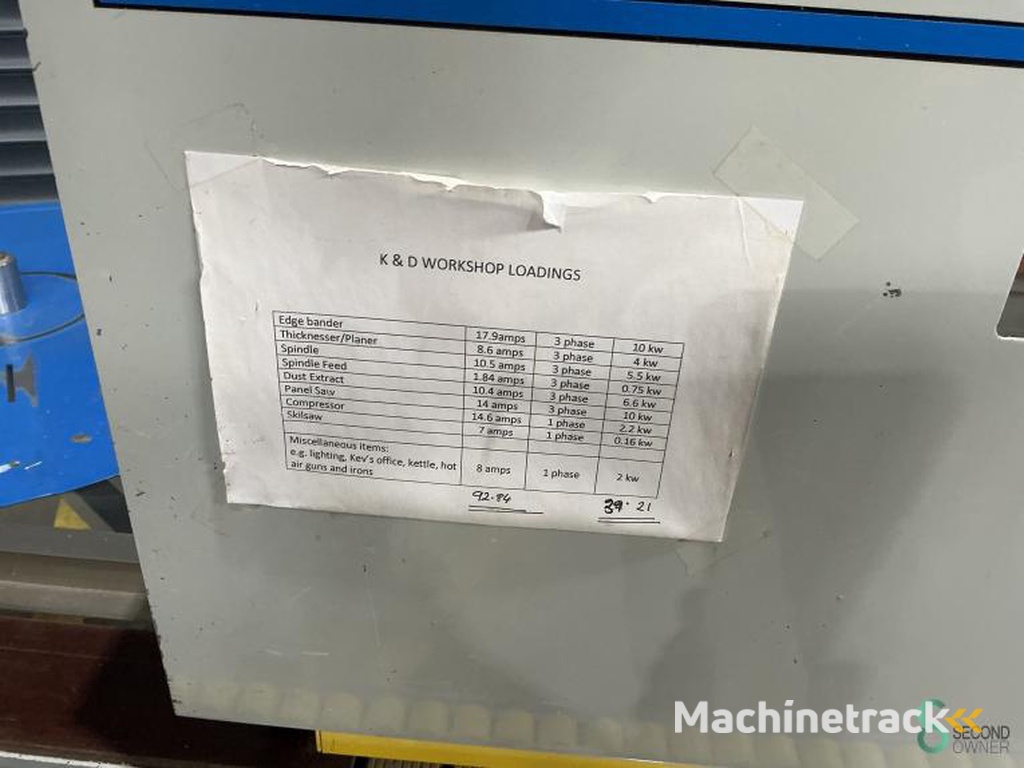 K & D WORKSHOP LOADINGS
Edge bander 17.9amps 3 phase 10 kw
Thicknesser/Planer 8.6 amps 3 phase 4 kw
Spindle 10.5 amps 3 phase 5.5 kw
Spindle Feed 1.84 amps 3 phase 0.75 kw
Dust Extract 10.4 amps 3 phase 6.6 kw
Panel Saw 14 amps 3 phase 10 kw
Compressor 14.6 amps 1 phase 2.2 kw
Skilsaw 7 amps 1 phase 0.16 kw
Miscellaneous items:
e.g. lighting, Kev's office, kettle, hot 8 amps 1 phase 2 kw
air guns and irons
92.84 39.21
Machinetrack
SECOND
OWNER